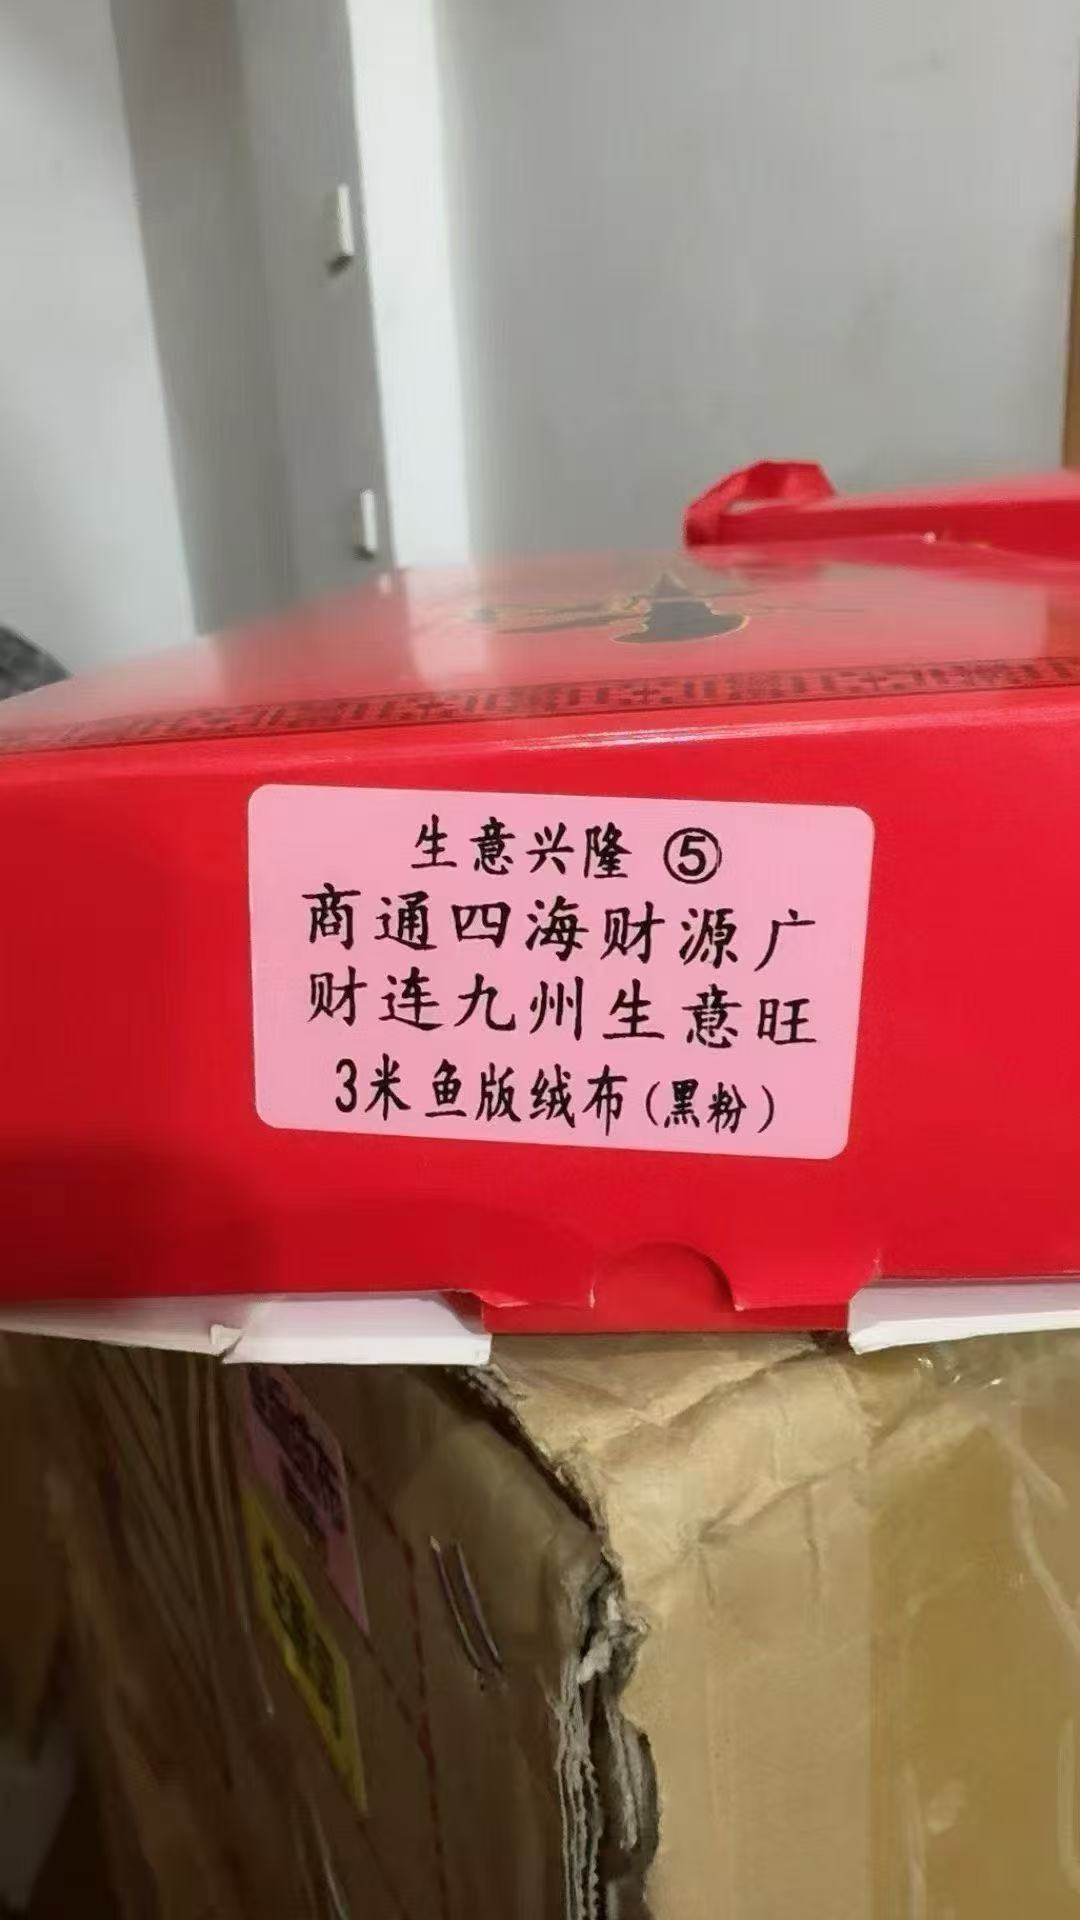 生意兴隆 ⑤
商通四海财源广
财连九州生意旺
3米鱼版绒布(黑粉)